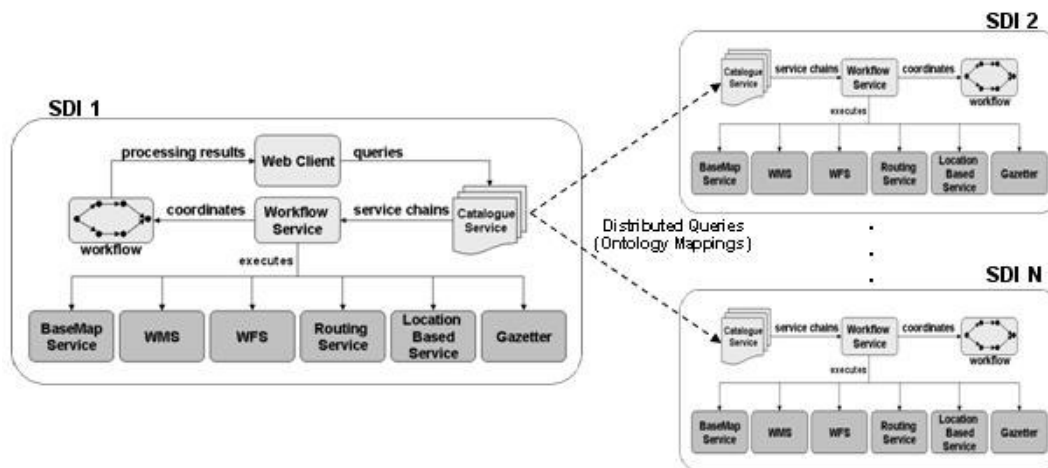 SDI 1
processing results
Web Client
queries
workflow
coordinates
Workflow
Service
service chains
Catalogue
Service
executes
BaseMap
Service
WMS
WFS
Routing
Service
Location
Based
Service
Gazetter
Distributed Queries
(Ontology Mappings)
SDI 2
Catalogue
Service
service chains
Workflow
Service
coordinates
workflow
executes
BaseMap
Service
WMS
WFS
Routing
Service
Location
Based
Service
Gazetter
SDI N
Catalogue
Service
service chains
Workflow
Service
coordinates
workflow
executes
BaseMap
Service
WMS
WFS
Routing
Service
Location
Based
Service
Gazetter